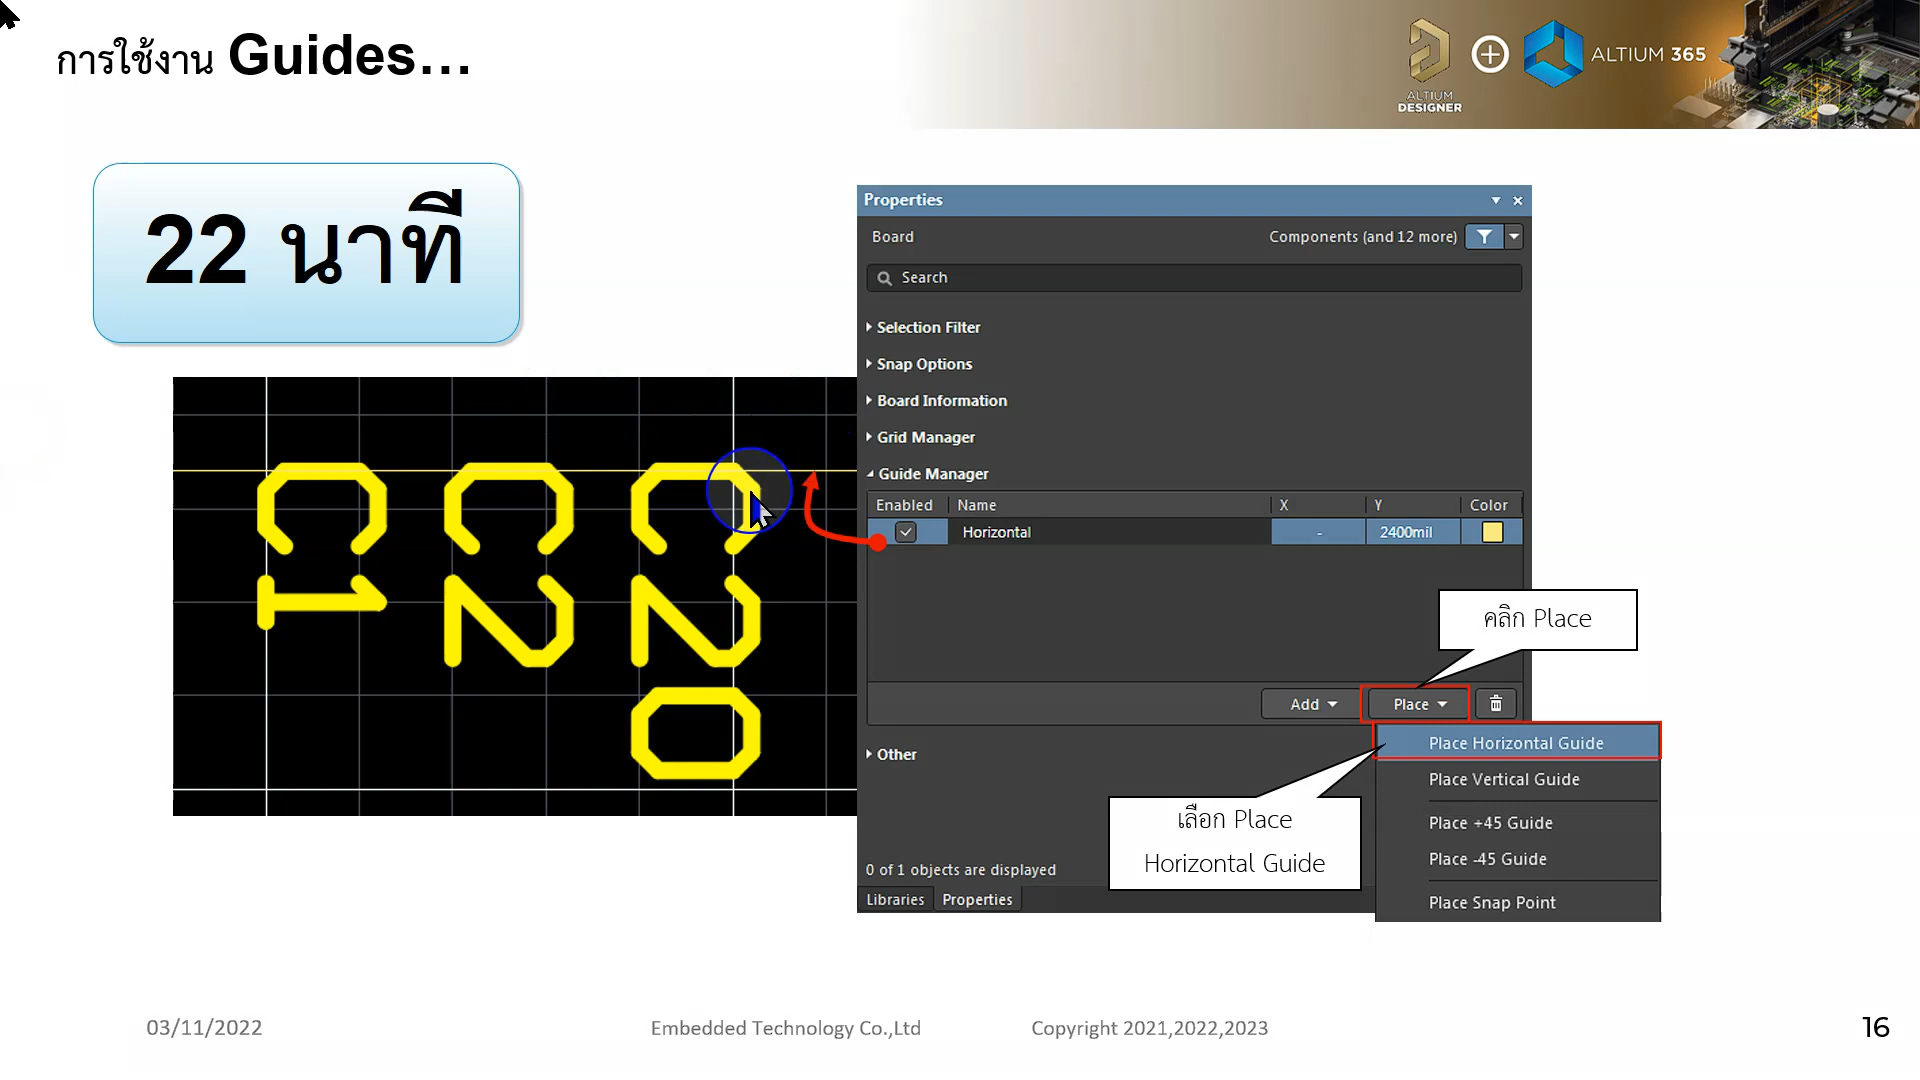 การใช้งาน Guides...
ALTIUM
DESIGNER
ALTIUM 365
22 นาที
C1
C2
C20
Properties
Board
Components (and 12 more)
Search
Selection Filter
Snap Options
Board Information
Grid Manager
Guide Manager
Enabled Name X Y Color
Horizontal - 2400mil
คลิก Place
Add Place
Place Horizontal Guide
Place Vertical Guide
Place +45 Guide
Place -45 Guide
Place Snap Point
Other
เลือก Place
Horizontal Guide
0 of 1 objects are displayed
Libraries Properties
03/11/2022
Embedded Technology Co.,Ltd
Copyright 2021,2022,2023
16